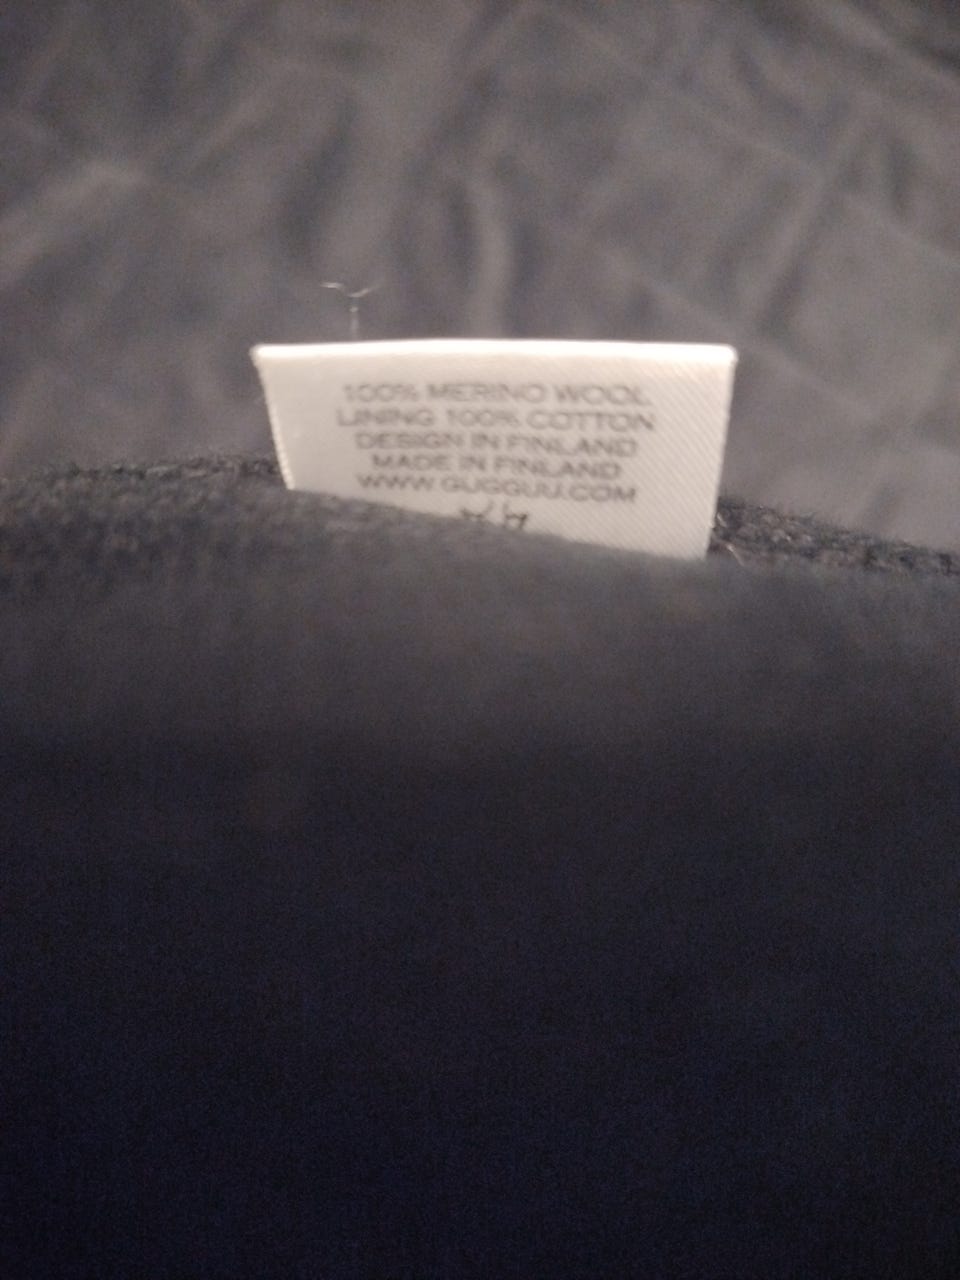 100% MERINO WOOL
LINING 100% COTTON
DESIGN IN FINLAND
MADE IN FINLAND
WWW.GUGGUU.COM